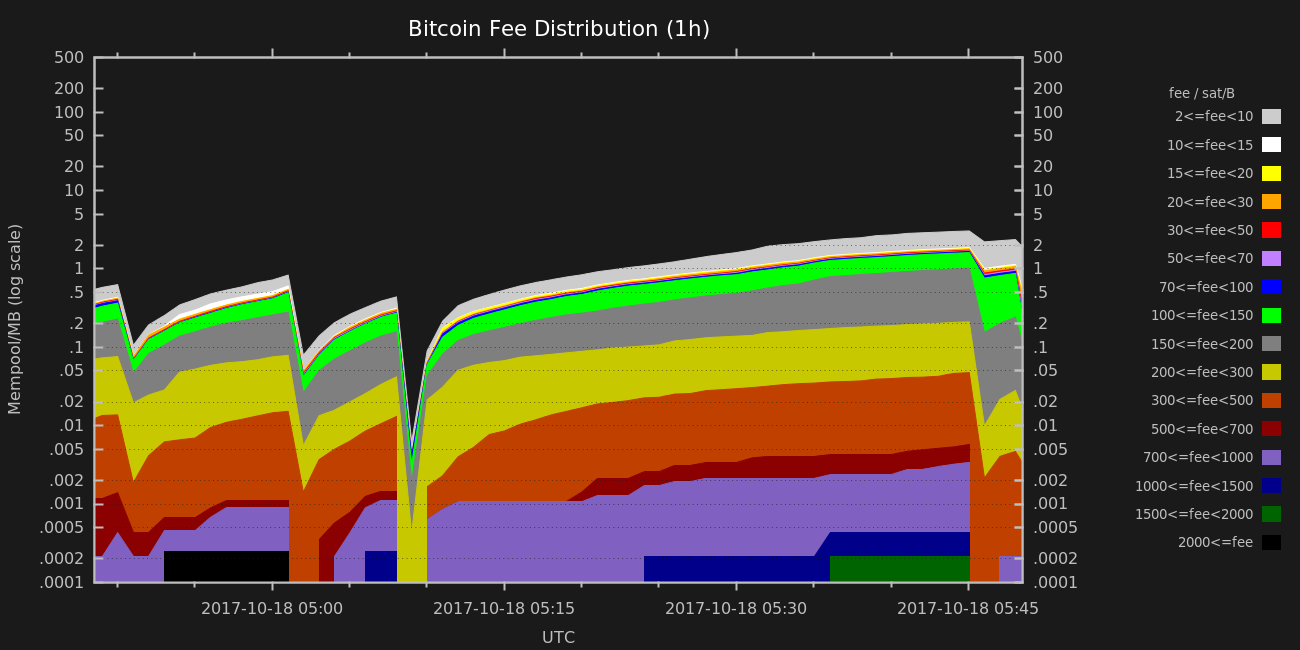 Bitcoin Fee Distribution (1h)
Mempool/MB (log scale)
500
200
100
50
20
10
5
2
1
.5
.2
.1
.05
.02
.01
.005
.002
.001
.0005
.0002
.0001
500
200
100
50
20
10
5
2
1
.5
.2
.1
.05
.02
.01
.005
.002
.001
.0005
.0002
.0001
2017-10-18 05:00
2017-10-18 05:15
2017-10-18 05:30
2017-10-18 05:45
UTC
fee / sat/B
2<=fee<10
10<=fee<15
15<=fee<20
20<=fee<30
30<=fee<50
50<=fee<70
70<=fee<100
100<=fee<150
150<=fee<200
200<=fee<300
300<=fee<500
500<=fee<700
700<=fee<1000
1000<=fee<1500
1500<=fee<2000
2000<=fee